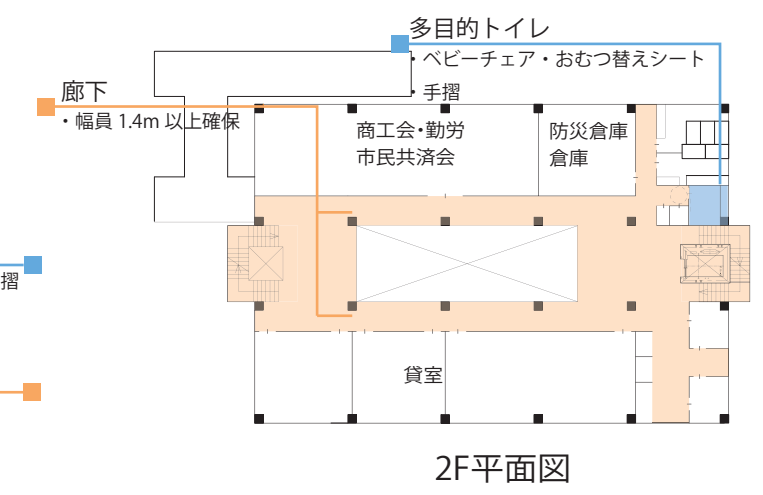 多目的トイレ
・ベビーチェア・おむつ替えシート
・手摺
廊下
・幅員 1.4m 以上確保
商工会・勤労
市民共済会
防災倉庫
倉庫
摺
貸室
2F平面図